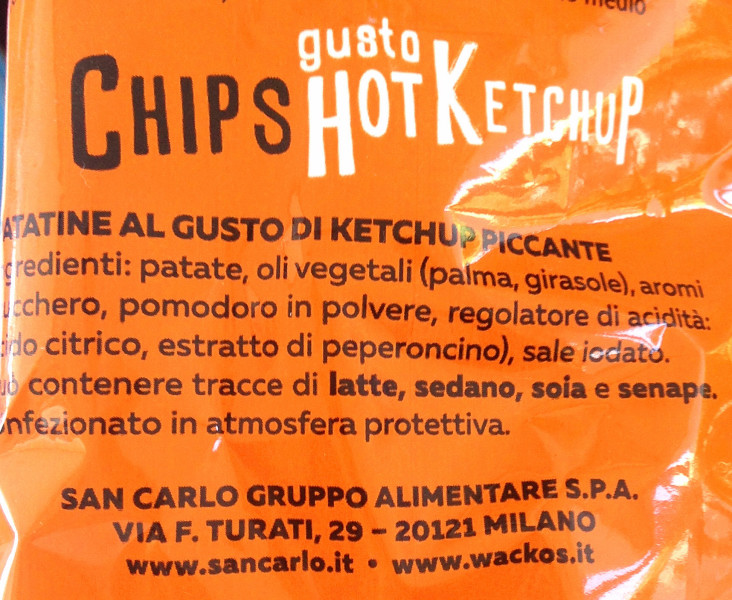 medio
gusto
CHIPS HOT KETCHUP
ATATINE AL GUSTO DI KETCHUP PICCANTE
gredienti: patate, oli vegetali (palma, girasole), aromi
ucchero, pomodoro in polvere, regolatore di acidità:
ido citrico, estratto di peperoncino), sale iodato.
uò contenere tracce di latte, sedano, soia e senape.
nfezionato in atmosfera protettiva.
SAN CARLO GRUPPO ALIMENTARE S.P.A.
VIA F. TURATI, 29 – 20121 MILANO
www.sancarlo.it • www.wackos.it